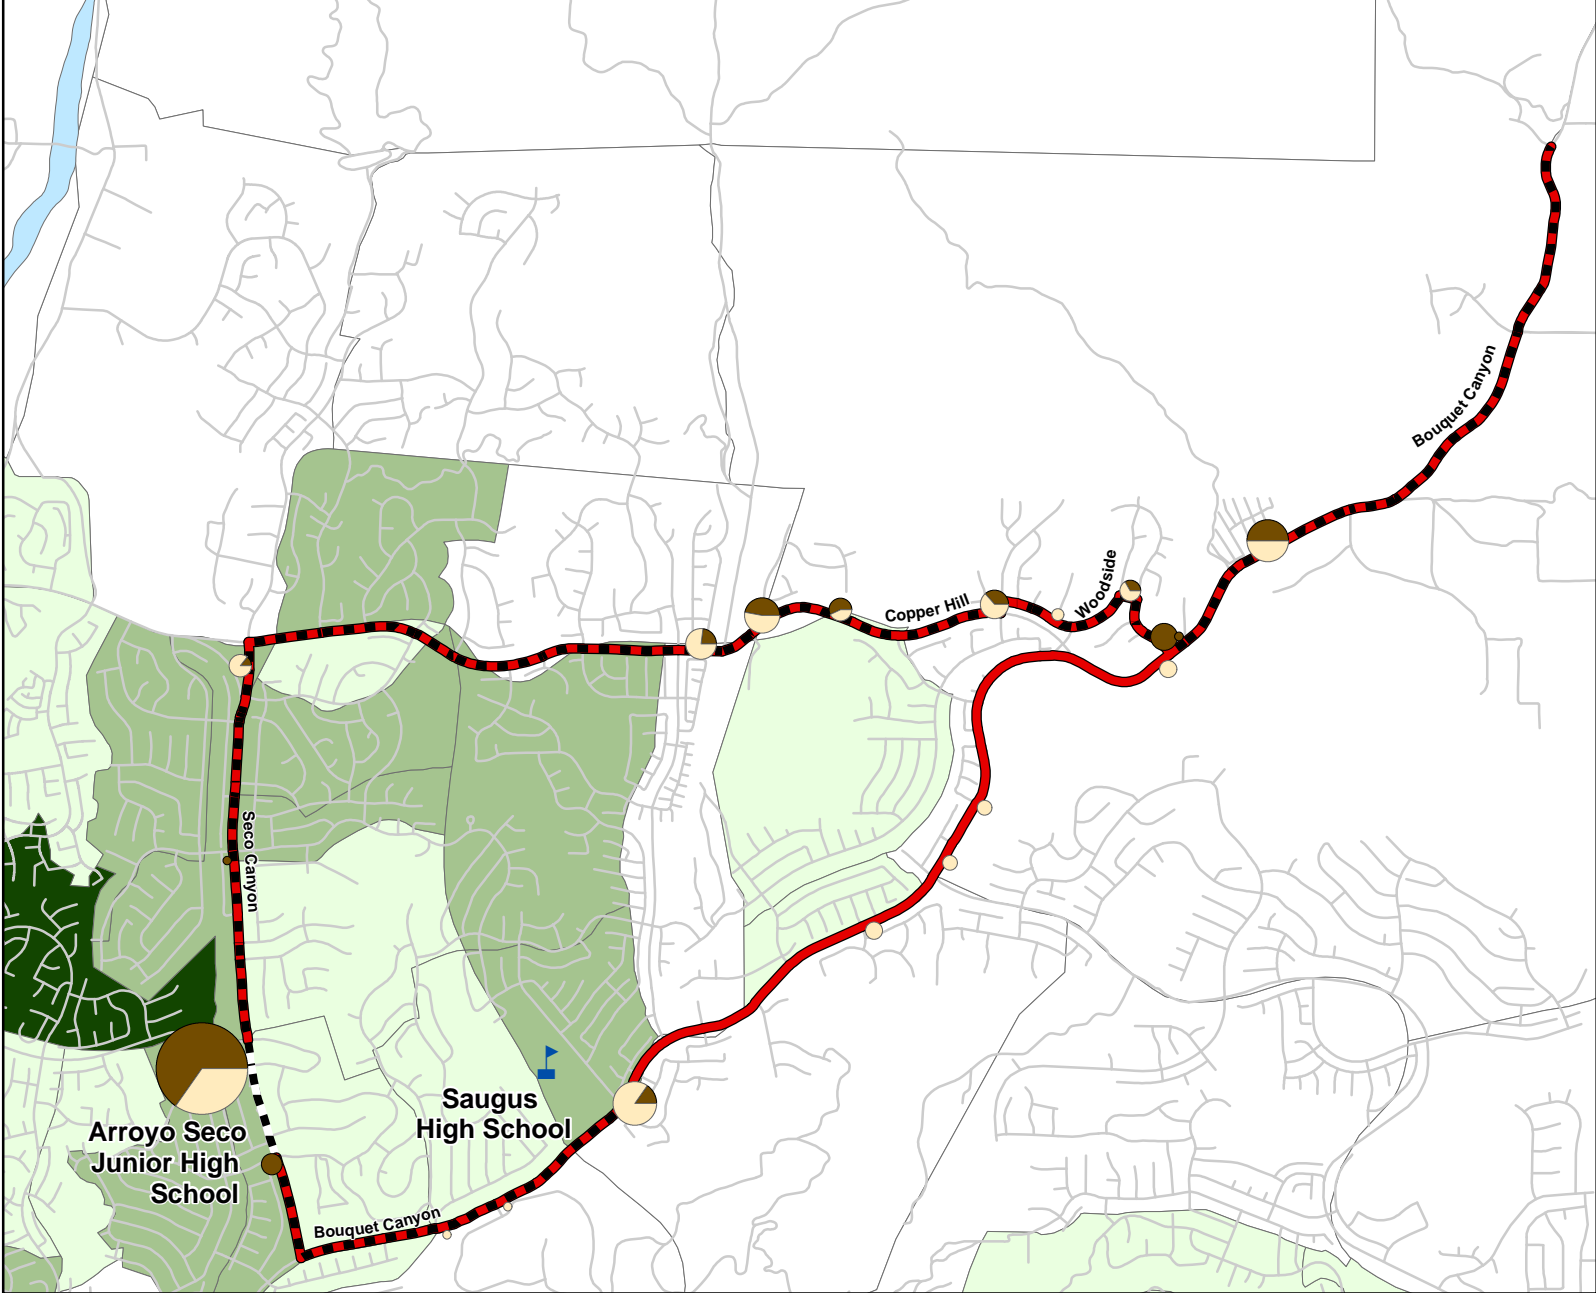 Bouquet Canyon
Woodside
Copper Hill
Seco Canyon
Saugus
High School
Arroyo Seco
Junior High
School
Bouquet Canyon